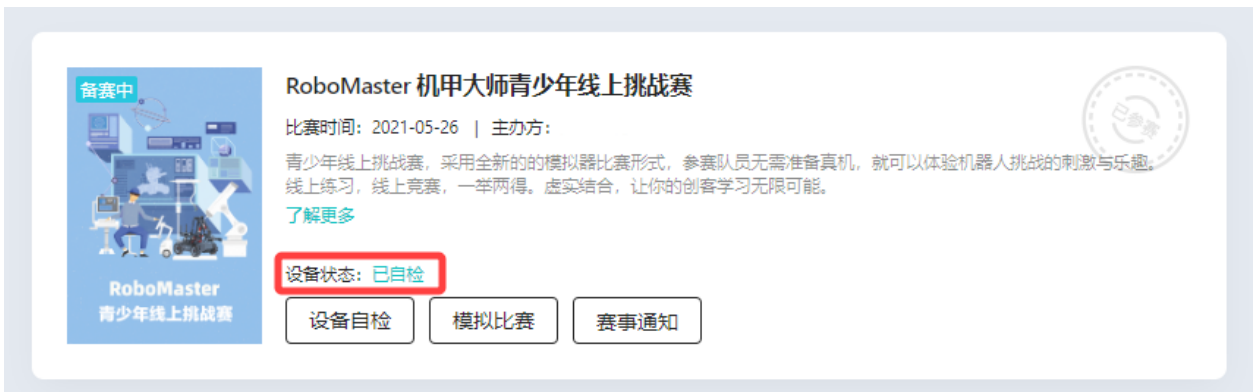 备赛中
RoboMaster
青少年线上挑战赛
RoboMaster 机甲大师青少年线上挑战赛
比赛时间：2021-05-26 | 主办方：
青少年线上挑战赛，采用全新的的模拟器比赛形式，参赛队员无需准备真机，就可以体验机器人挑战的刺激与乐趣。
线上练习，线上竞赛，一举两得。虚实结合，让你的创客学习无限可能。
了解更多
已参赛
设备状态：已自检
设备自检
模拟比赛
赛事通知